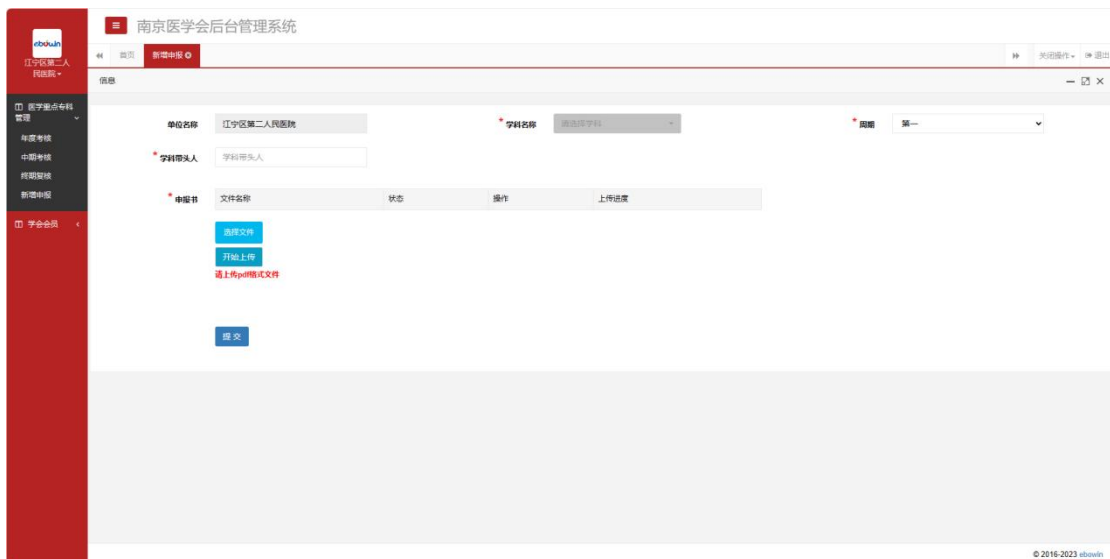 南京医学会后台管理系统
ebowin
江宁区第二人
民医院
首页
新增申报
关闭操作
退出
信息
医学重点专科
管理
年度考核
中期考核
终期复核
新增申报
学会会员
单位名称
江宁区第二人民医院
* 学科名称
请选择学科
* 周期
第一
* 学科带头人
学科带头人
* 申报书
文件名称
状态
操作
上传进度
选择文件
开始上传
请上传pdf格式文件
提交
© 2016-2023 ebowin